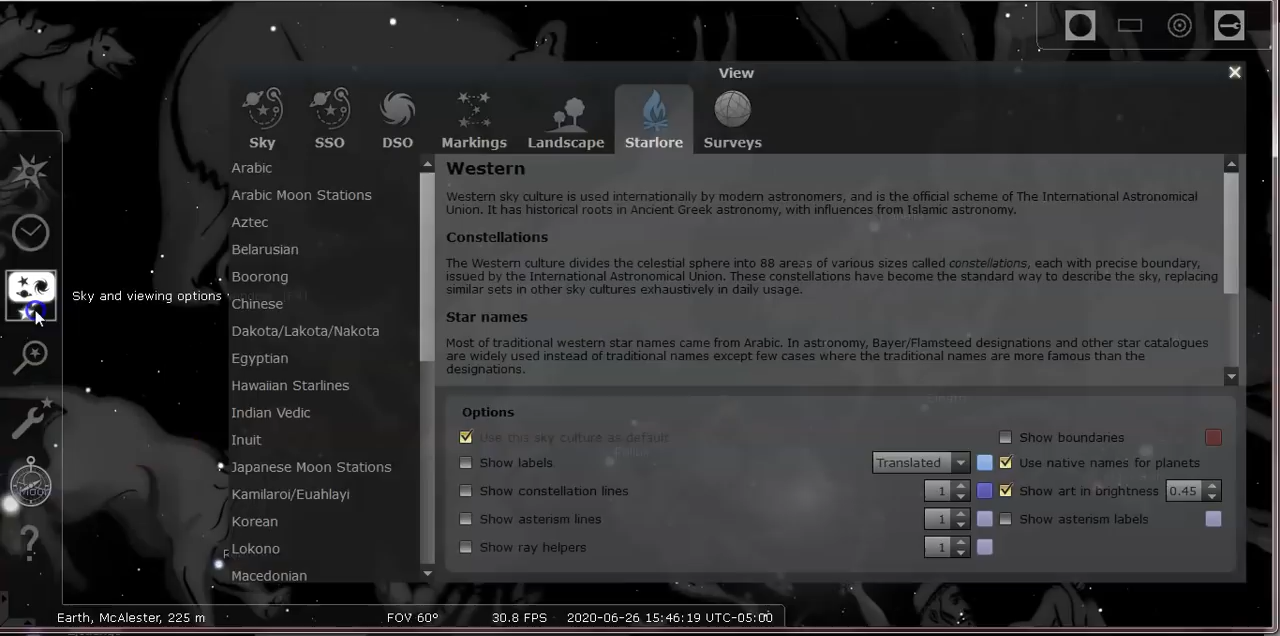 View
Sky
SSO
DSO
Markings
Landscape
Starlore
Surveys
Arabic
Arabic Moon Stations
Aztec
Belarusian
Boorong
Chinese
Dakota/Lakota/Nakota
Egyptian
Hawaiian Starlines
Indian Vedic
Inuit
Japanese Moon Stations
Kamilaroi/Euahlayi
Korean
Lokono
Macedonian
Western
Western sky culture is used internationally by modern astronomers, and is the official scheme of The International Astronomical
Union. It has historical roots in Ancient Greek astronomy, with influences from Islamic astronomy.
Constellations
The Western culture divides the celestial sphere into 88 areas of various sizes called constellations, each with precise boundary,
issued by the International Astronomical Union. These constellations have become the standard way to describe the sky, replacing
similar sets in other sky cultures exhaustively in daily usage.
Star names
Most of traditional western star names came from Arabic. In astronomy, Bayer/Flamsteed designations and other star catalogues
are widely used instead of traditional names except few cases where the traditional names are more famous than the
designations.
Options
Use this sky culture as default
Show boundaries
Show labels
Translated
Use native names for planets
Show constellation lines
1
Show art in brightness
0.45
Show asterism lines
1
Show asterism labels
Show ray helpers
1
Sky and viewing options
Moon
Earth, McAlester, 225 m
FOV 60°
30.8 FPS
2020-06-26 15:46:19 UTC-05:00